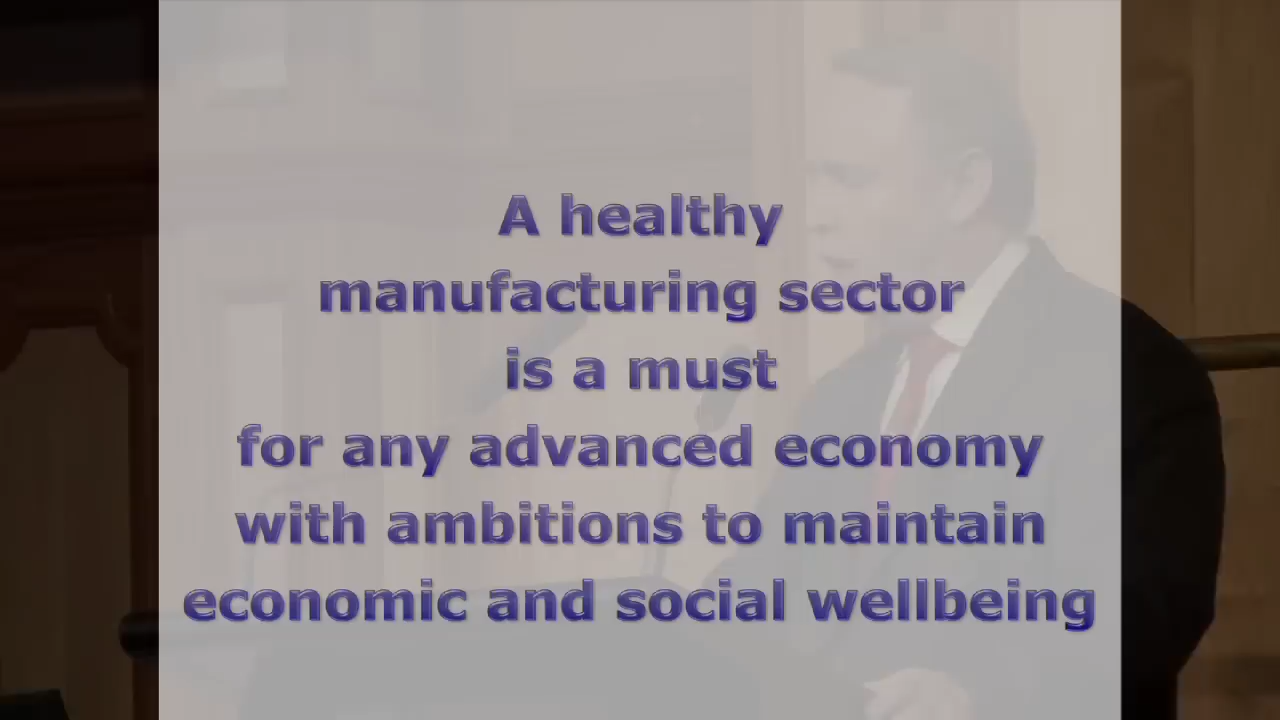 A healthy
manufacturing sector
is a must
for any advanced economy
with ambitions to maintain
economic and social wellbeing